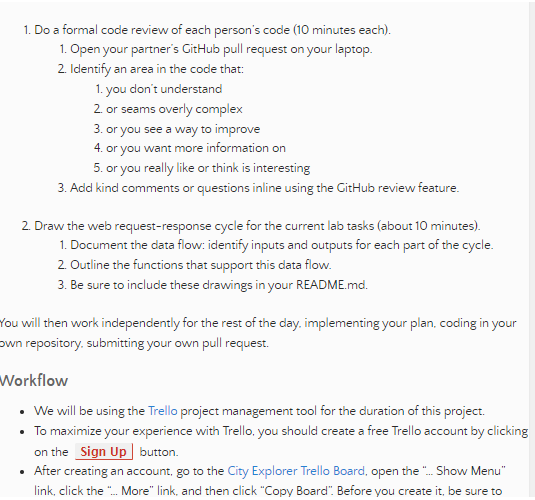 1. Do a formal code review of each person's code (10 minutes each).
1. Open your partner's GitHub pull request on your laptop.
2. Identify an area in the code that:
1. you don't understand
2. or seams overly complex
3. or you see a way to improve
4. or you want more information on
5. or you really like or think is interesting
3. Add kind comments or questions inline using the GitHub review feature.
2. Draw the web request-response cycle for the current lab tasks (about 10 minutes).
1. Document the data flow: identify inputs and outputs for each part of the cycle.
2. Outline the functions that support this data flow.
3. Be sure to include these drawings in your README.md.
You will then work independently for the rest of the day, implementing your plan, coding in your
own repository, submitting your own pull request.
Workflow
• We will be using the Trello project management tool for the duration of this project.
• To maximize your experience with Trello, you should create a free Trello account by clicking
on the Sign Up button.
• After creating an account, go to the City Explorer Trello Board, open the "... Show Menu"
link, click the "... More" link, and then click "Copy Board". Before you create it, be sure to